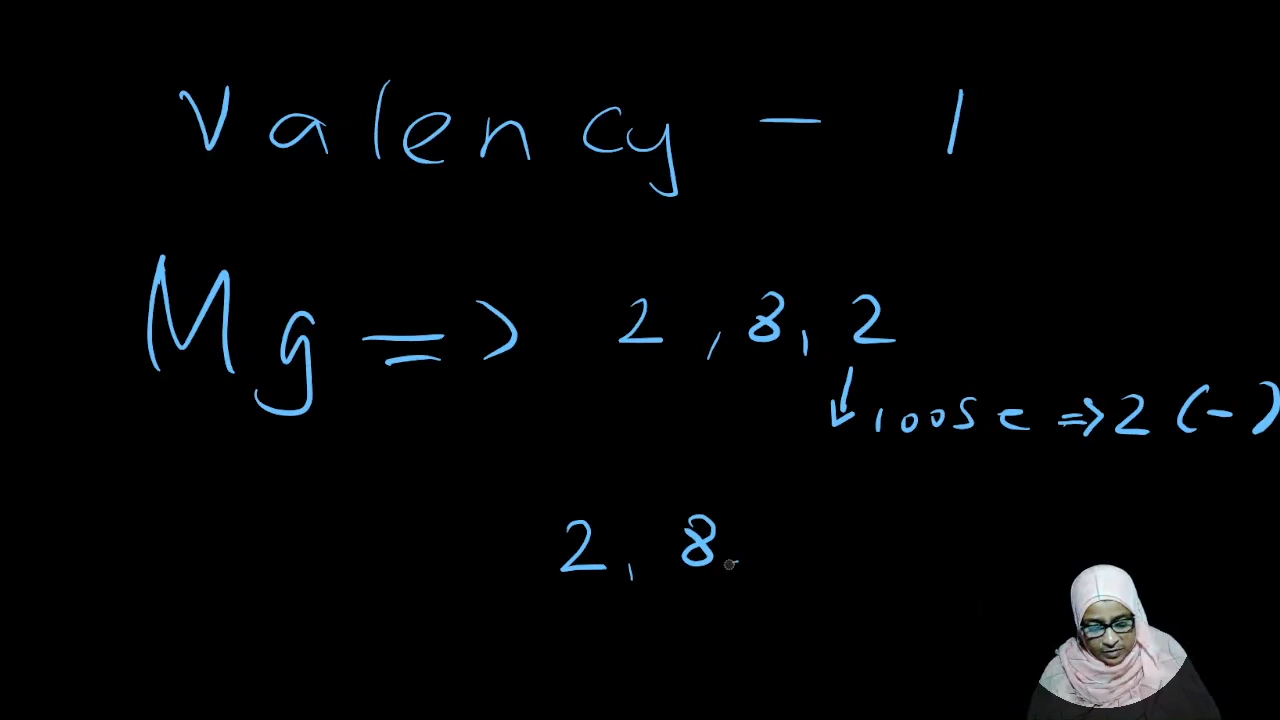 Valency - 1
Mg => 2, 8, 2
↓ loose => 2 (-)
2, 8